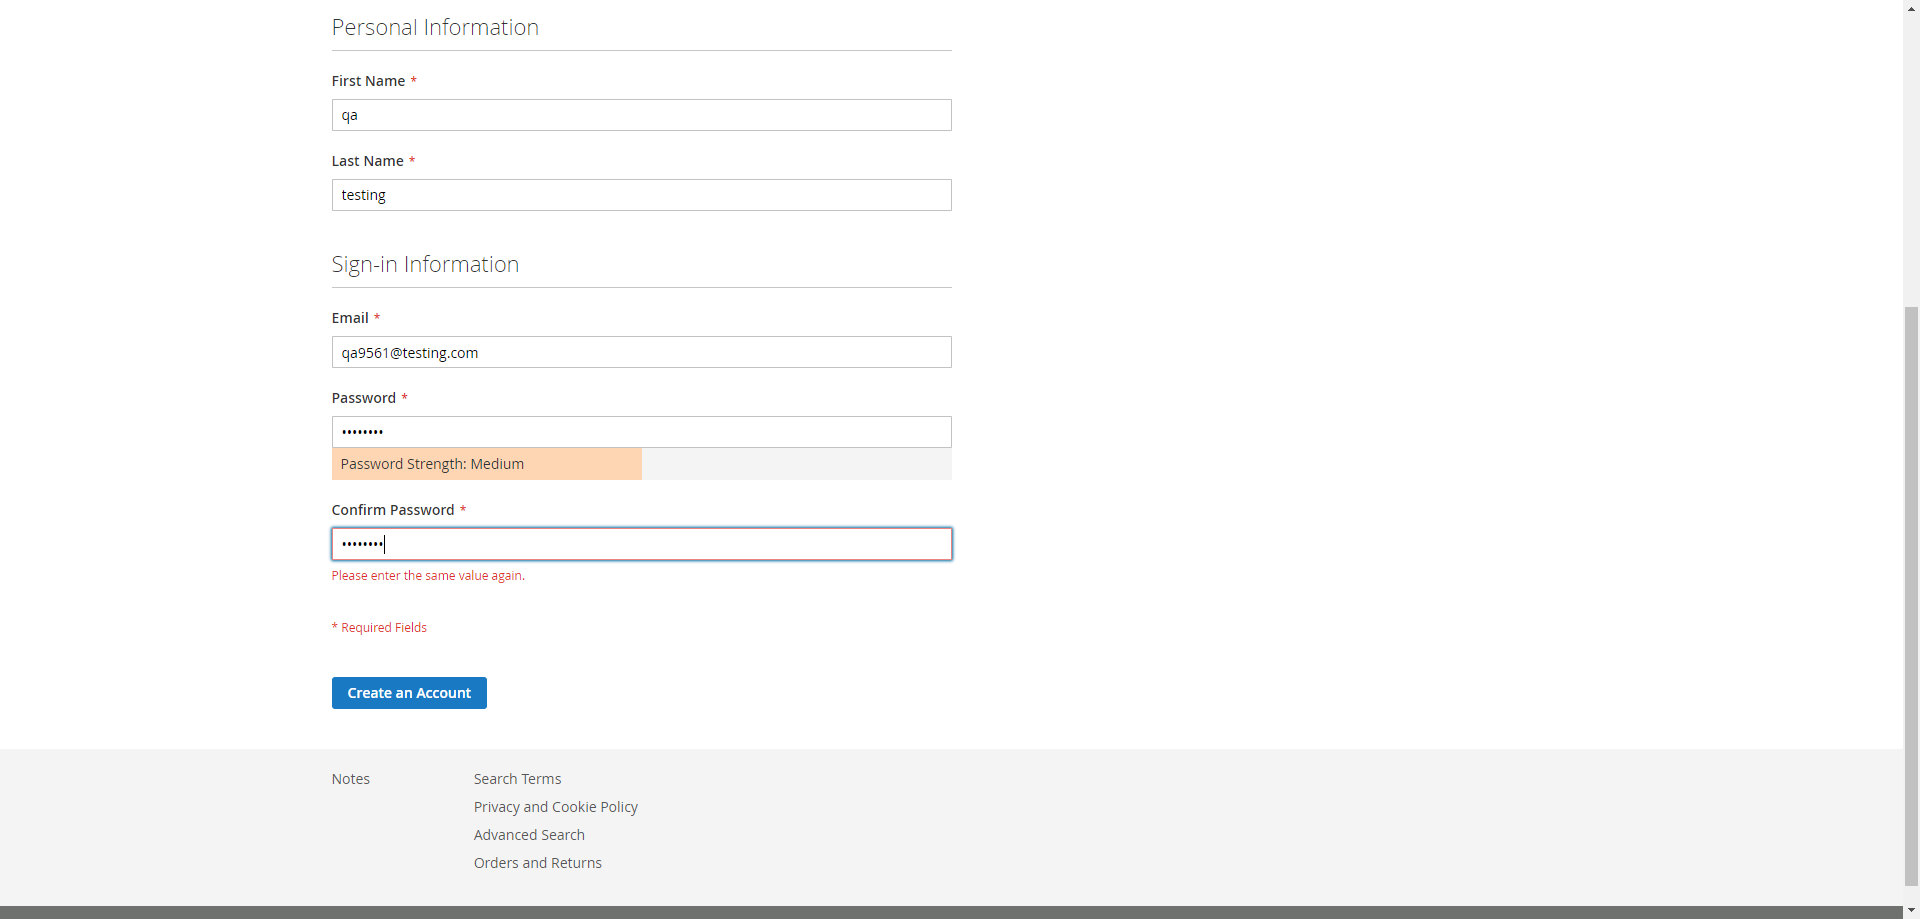 Personal Information
First Name *
qa
Last Name *
testing
Sign-in Information
Email *
qa9561@testing.com
Password *
••••••••
Password Strength: Medium
Confirm Password *
••••••••
Please enter the same value again.
* Required Fields
Create an Account
Notes
Search Terms
Privacy and Cookie Policy
Advanced Search
Orders and Returns